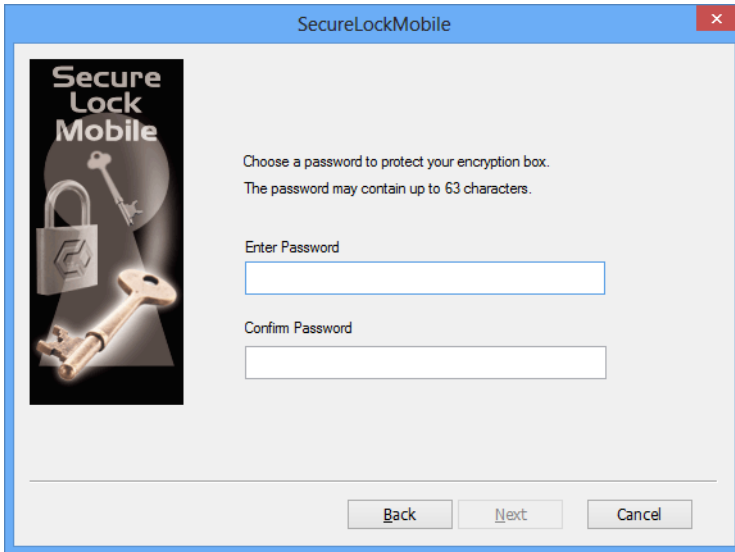 SecureLockMobile
Secure
Lock
Mobile
Choose a password to protect your encryption box.
The password may contain up to 63 characters.
Enter Password
Confirm Password
Back
Next
Cancel